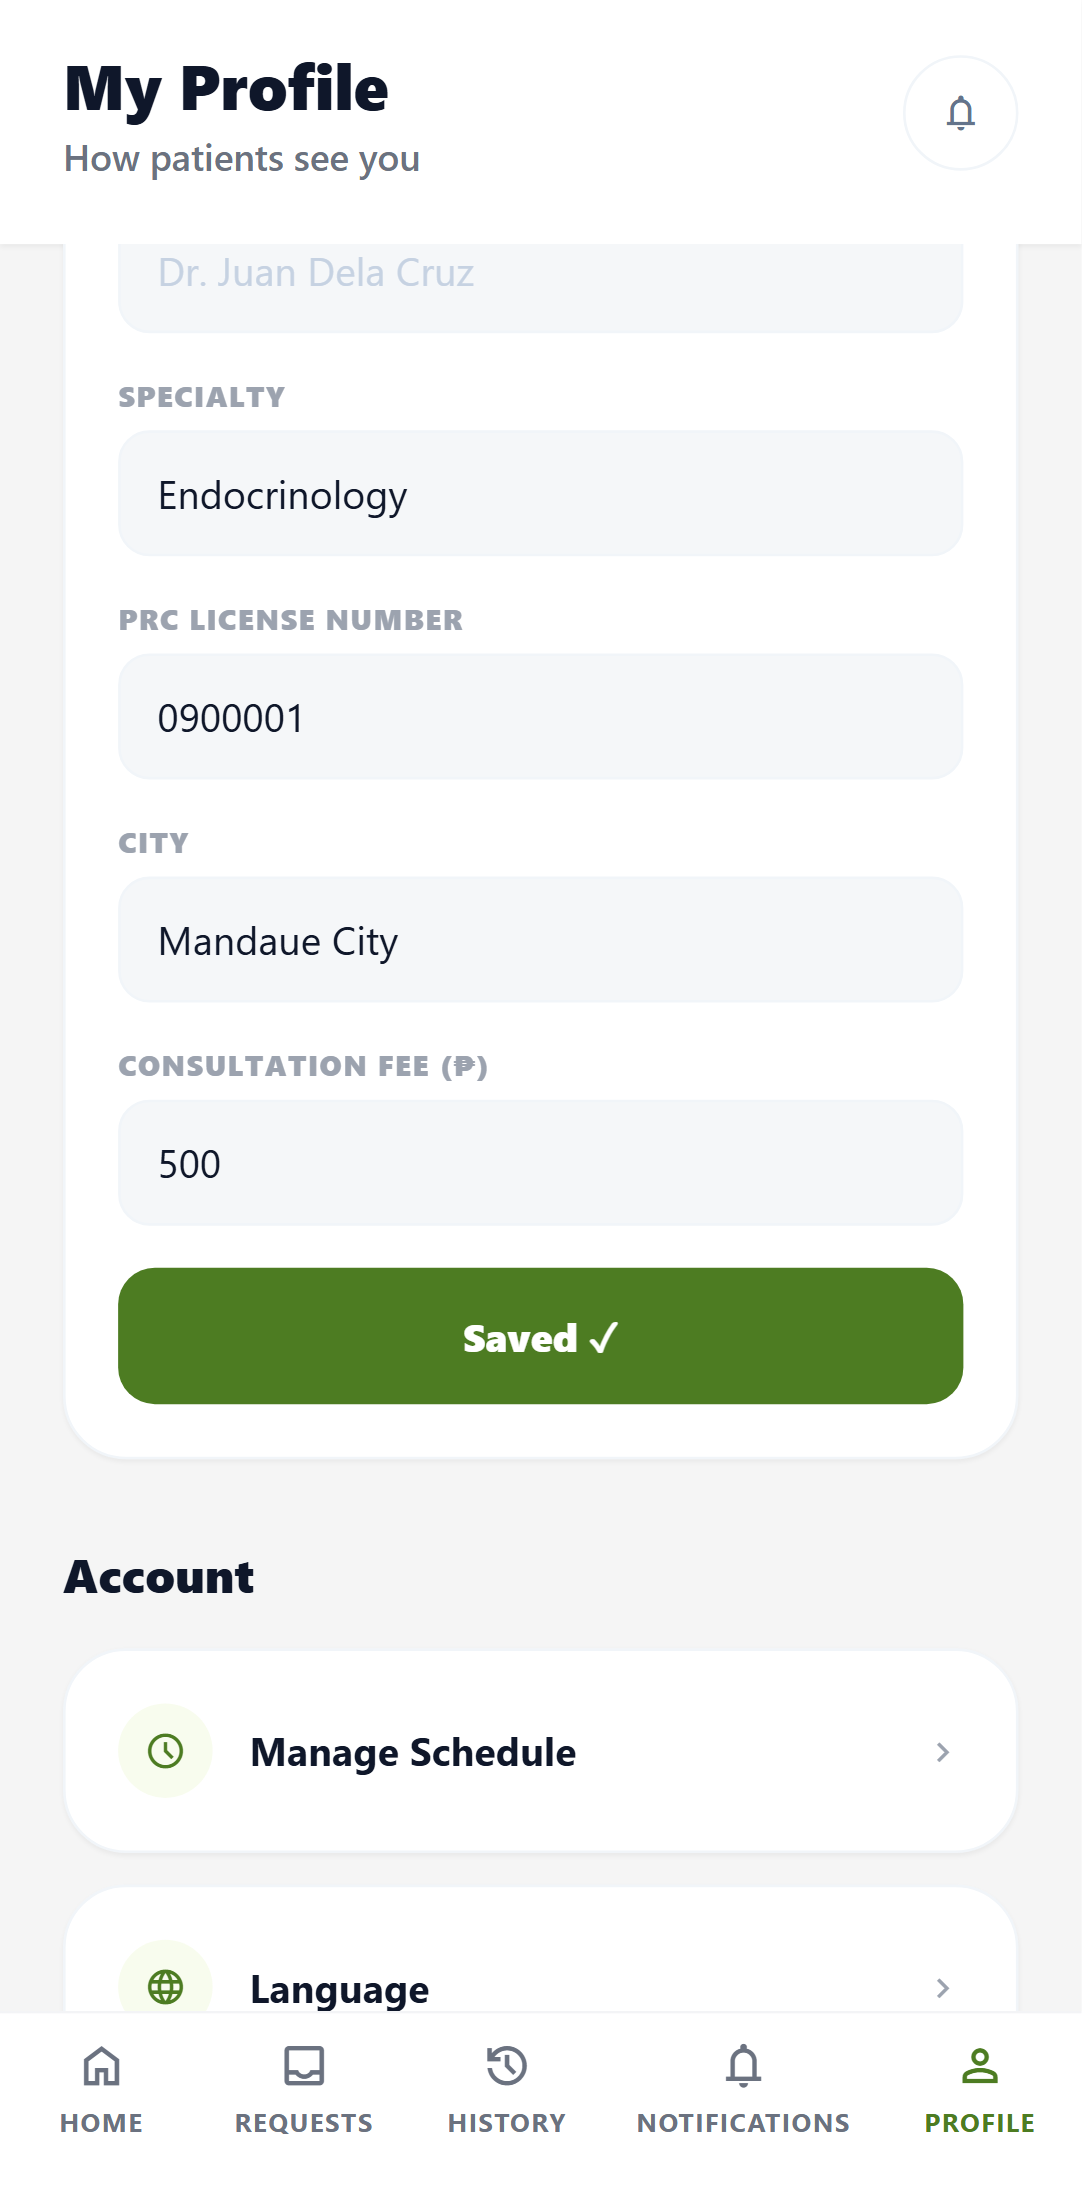 My Profile
How patients see you
Dr. Juan Dela Cruz
SPECIALTY
Endocrinology
PRC LICENSE NUMBER
0900001
CITY
Mandaue City
CONSULTATION FEE (₱)
500
Saved ✓
Account
Manage Schedule
Language
HOME
REQUESTS
HISTORY
NOTIFICATIONS
PROFILE